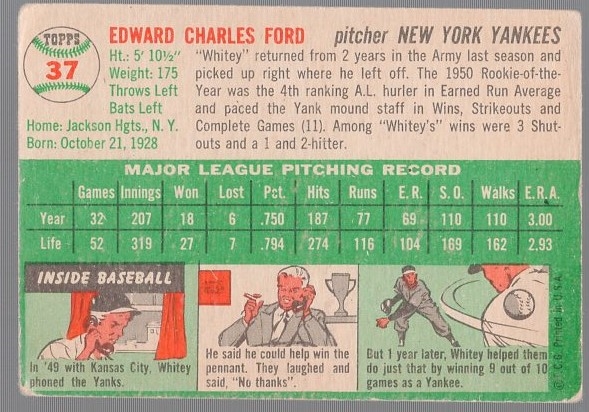 TOPPS
37
EDWARD CHARLES FORD pitcher NEW YORK YANKEES
Ht.: 5' 10½"
Weight: 175
Throws Left
Bats Left
Home: Jackson Hgts., N. Y.
Born: October 21, 1928
"Whitey" returned from 2 years in the Army last season and
picked up right where he left off. The 1950 Rookie-of-the-
Year was the 4th ranking A.L. hurler in Earned Run Average
and paced the Yank mound staff in Wins, Strikeouts and
Complete Games (11). Among "Whitey's" wins were 3 Shut-
outs and a 1 and 2-hitter.
MAJOR LEAGUE PITCHING RECORD
Games Innings Won Lost Pct. Hits Runs E.R. S.O. Walks E.R.A.
Year 32 207 18 6 .750 187 77 69 110 110 3.00
Life 52 319 27 7 .794 274 116 104 169 162 2.93
INSIDE BASEBALL
In '49 with Kansas City, Whitey
phoned the Yanks.
He said he could help win the
pennant. They laughed and
said, "No thanks".
But 1 year later, Whitey helped them
do just that by winning 9 out of 10
games as a Yankee.
© T.C.G. Printed in U.S.A.